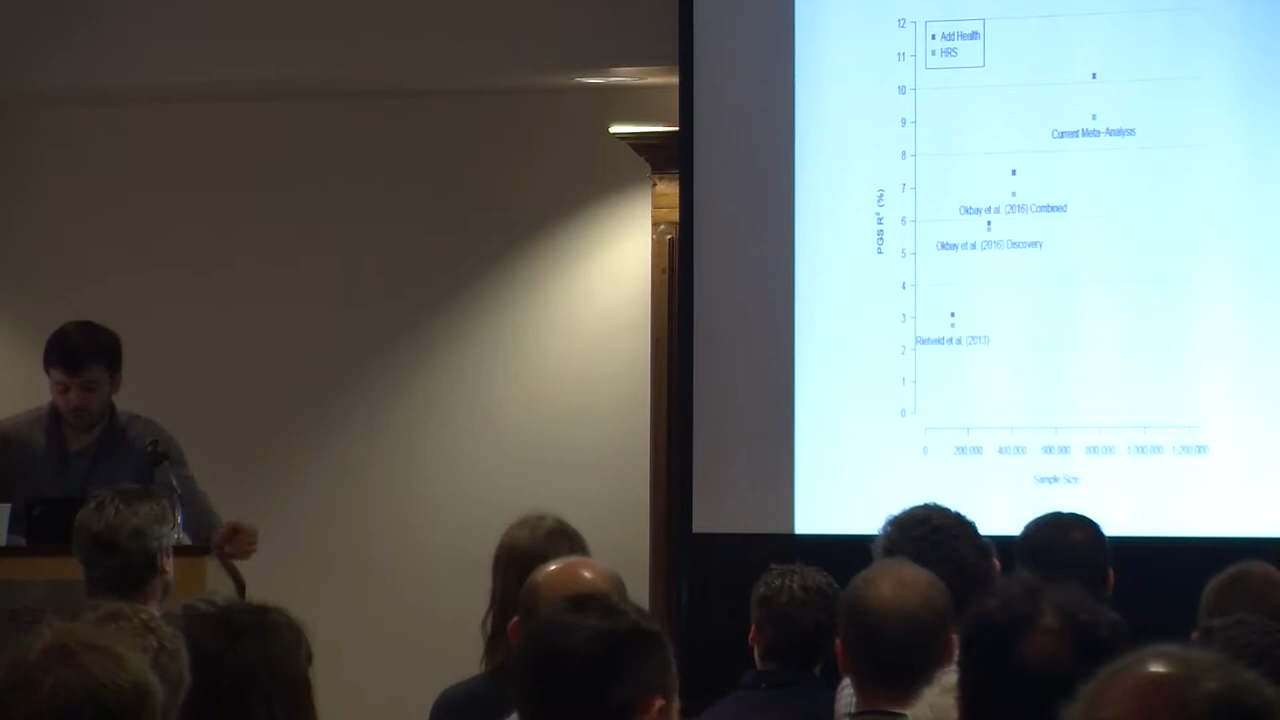 12
Add Health
HRS
11
10
9
Current Meta-Analysis
8
7
Okbay et al. (2016) Combined
6
Okbay et al. (2016) Discovery
5
4
3
Rietveld et al. (2013)
2
1
0
PGS R² (%)
0 200,000 400,000 600,000 800,000 1,000,000 1,200,000
Sample Size